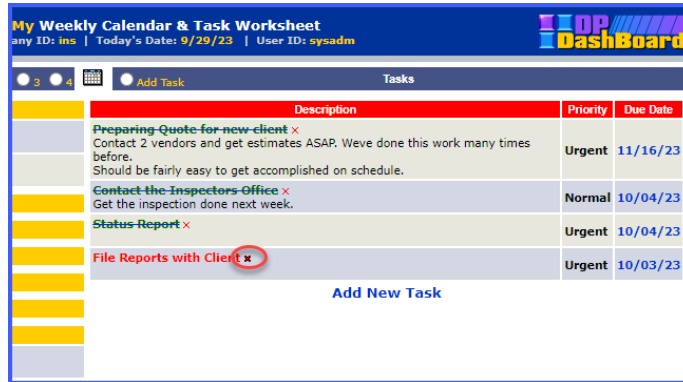 My Weekly Calendar & Task Worksheet
any ID: ins | Today's Date: 9/29/23 | User ID: sysadm
DP
DashBoard
3 4 Add Task Tasks
Description Priority Due Date
Preparing Quote for new client ×
Contact 2 vendors and get estimates ASAP. Weve done this work many times
before.
Should be fairly easy to get accomplished on schedule.
Urgent 11/16/23
Contact the Inspectors Office ×
Get the inspection done next week.
Normal 10/04/23
Status Report ×
Urgent 10/04/23
File Reports with Client ×
Urgent 10/03/23
Add New Task